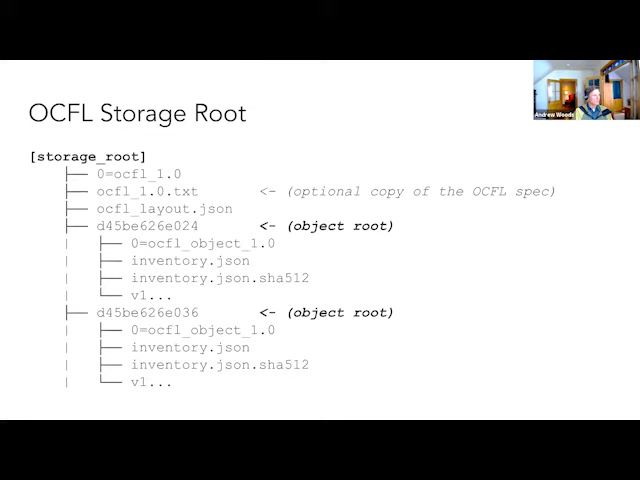 OCFL Storage Root
Andrew Woods
[storage_root]
├── 0=ocfl_1.0
├── ocfl_1.0.txt <- (optional copy of the OCFL spec)
├── ocfl_layout.json
├── d45be626e024 <- (object root)
|   ├── 0=ocfl_object_1.0
|   ├── inventory.json
|   ├── inventory.json.sha512
|   └── v1...
├── d45be626e036 <- (object root)
|   ├── 0=ocfl_object_1.0
|   ├── inventory.json
|   ├── inventory.json.sha512
|   └── v1...